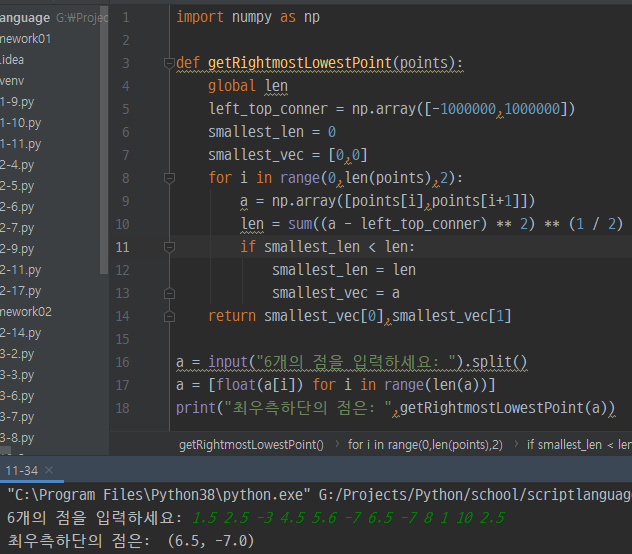 language G:₩Projec
mework01
.idea
venv
1-9.py
1-10.py
1-11.py
2-4.py
2-5.py
2-6.py
2-7.py
2-9.py
2-11.py
2-17.py
mework02
2-14.py
3-2.py
3-3.py
3-6.py
3-7.py
3-8.py
1 import numpy as np
2
3 def getRightmostLowestPoint(points):
4 global len
5 left_top_conner = np.array([-1000000,1000000])
6 smallest_len = 0
7 smallest_vec = [0,0]
8 for i in range(0,len(points),2):
9 a = np.array([points[i],points[i+1]])
10 len = sum((a - left_top_conner) ** 2) ** (1 / 2)
11 if smallest_len < len:
12 smallest_len = len
13 smallest_vec = a
14 return smallest_vec[0],smallest_vec[1]
15
16 a = input("6개의 점을 입력하세요: ").split()
17 a = [float(a[i]) for i in range(len(a))]
18 print("최우측하단의 점은: ",getRightmostLowestPoint(a))
getRightmostLowestPoint() › for i in range(0,len(points),2) › if smallest_len < len
11-34 ×
"C:\Program Files\Python38\python.exe" G:/Projects/Python/school/scriptlanguage
6개의 점을 입력하세요: 1.5 2.5 -3 4.5 5.6 -7 6.5 -7 8 1 10 2.5
최우측하단의 점은: (6.5, -7.0)